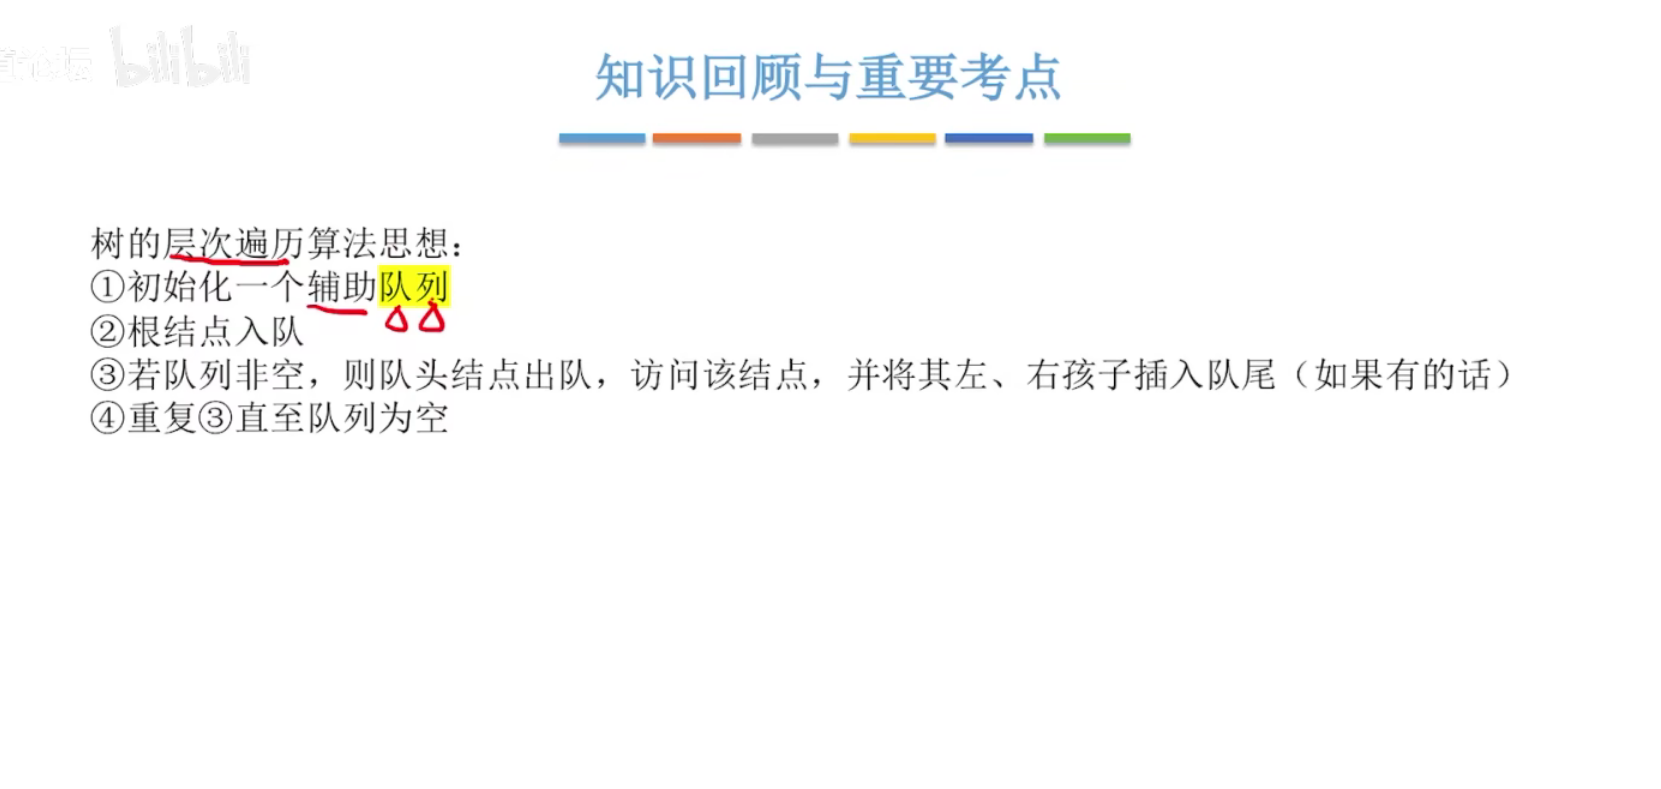 bilibili
知识回顾与重要考点
树的层次遍历算法思想：
①初始化一个辅助队列
②根结点入队
③若队列非空，则队头结点出队，访问该结点，并将其左、右孩子插入队尾（如果有的话）
④重复③直至队列为空